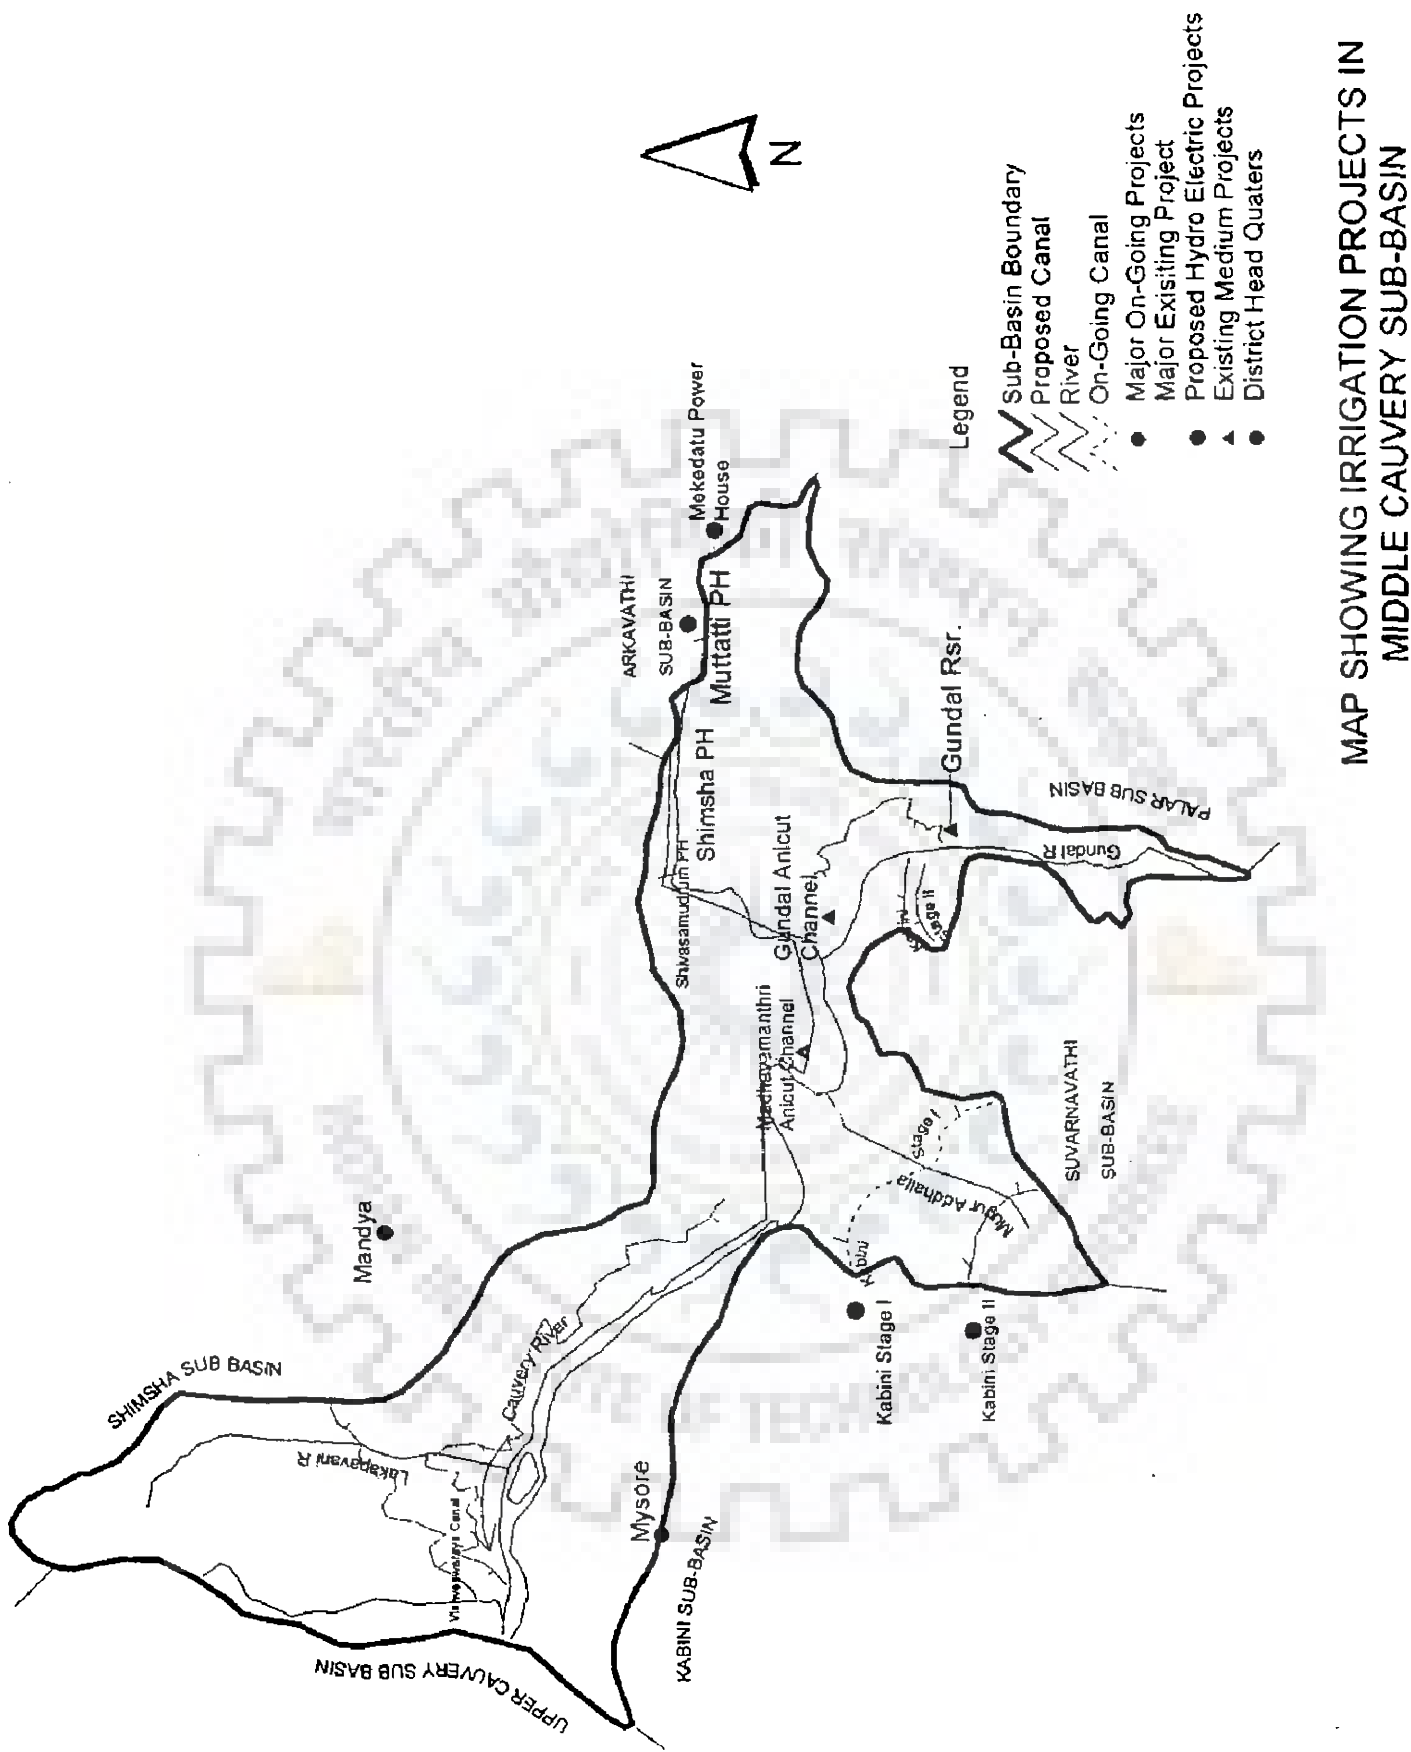 SHIMSHA SUB BASIN
Mandya
Lakapavani R
Cauvery River
UPPER CAUVERY SUB BASIN
Mysore
KABINI SUB-BASIN
Kabini Stage I
Kabini Stage II
Kabini
Stage I
Mugur Addhalla
SUVARNAVATHI
SUB-BASIN
Madhavamanthri
Anicut Channel
Gundal Anicut
Channel
Shivasamudrum PH
Shimsha PH
Muttatti PH
ARKAVATHI
SUB-BASIN
Mekedatu Power
House
Stage II
Gundal Rsr.
Gundal R
PALAR SUB BASIN
N
Legend
Sub-Basin Boundary
Proposed Canal
River
On-Going Canal
Major On-Going Projects
Major Exisiting Project
Proposed Hydro Electric Projects
Existing Medium Projects
District Head Quaters
MAP SHOWING IRRIGATION PROJECTS IN
MIDDLE CAUVERY SUB-BASIN